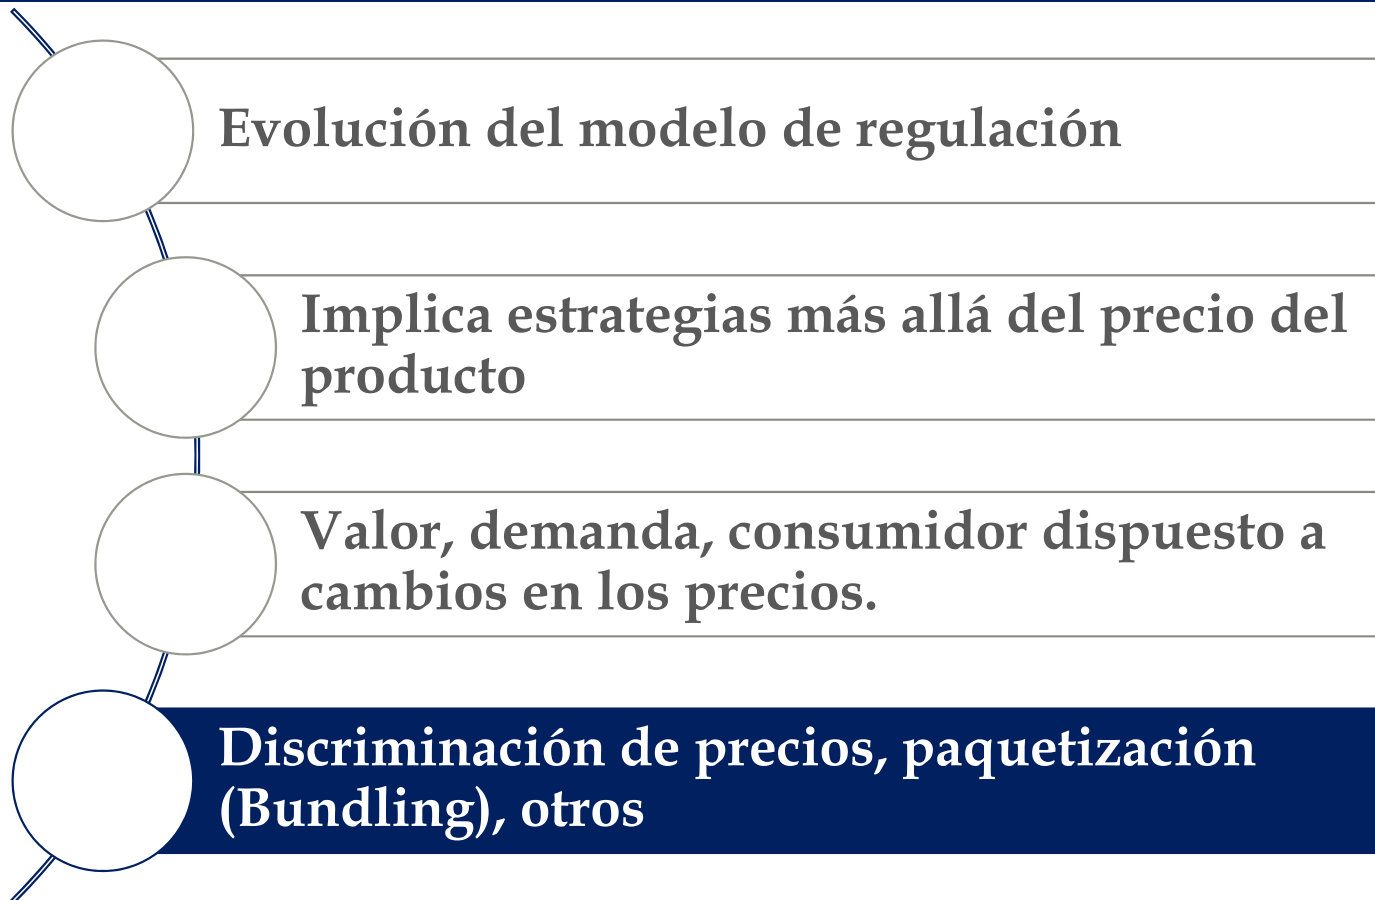 Evolución del modelo de regulación
Implica estrategias más allá del precio del
producto
Valor, demanda, consumidor dispuesto a
cambios en los precios.
Discriminación de precios, paquetización
(Bundling), otros